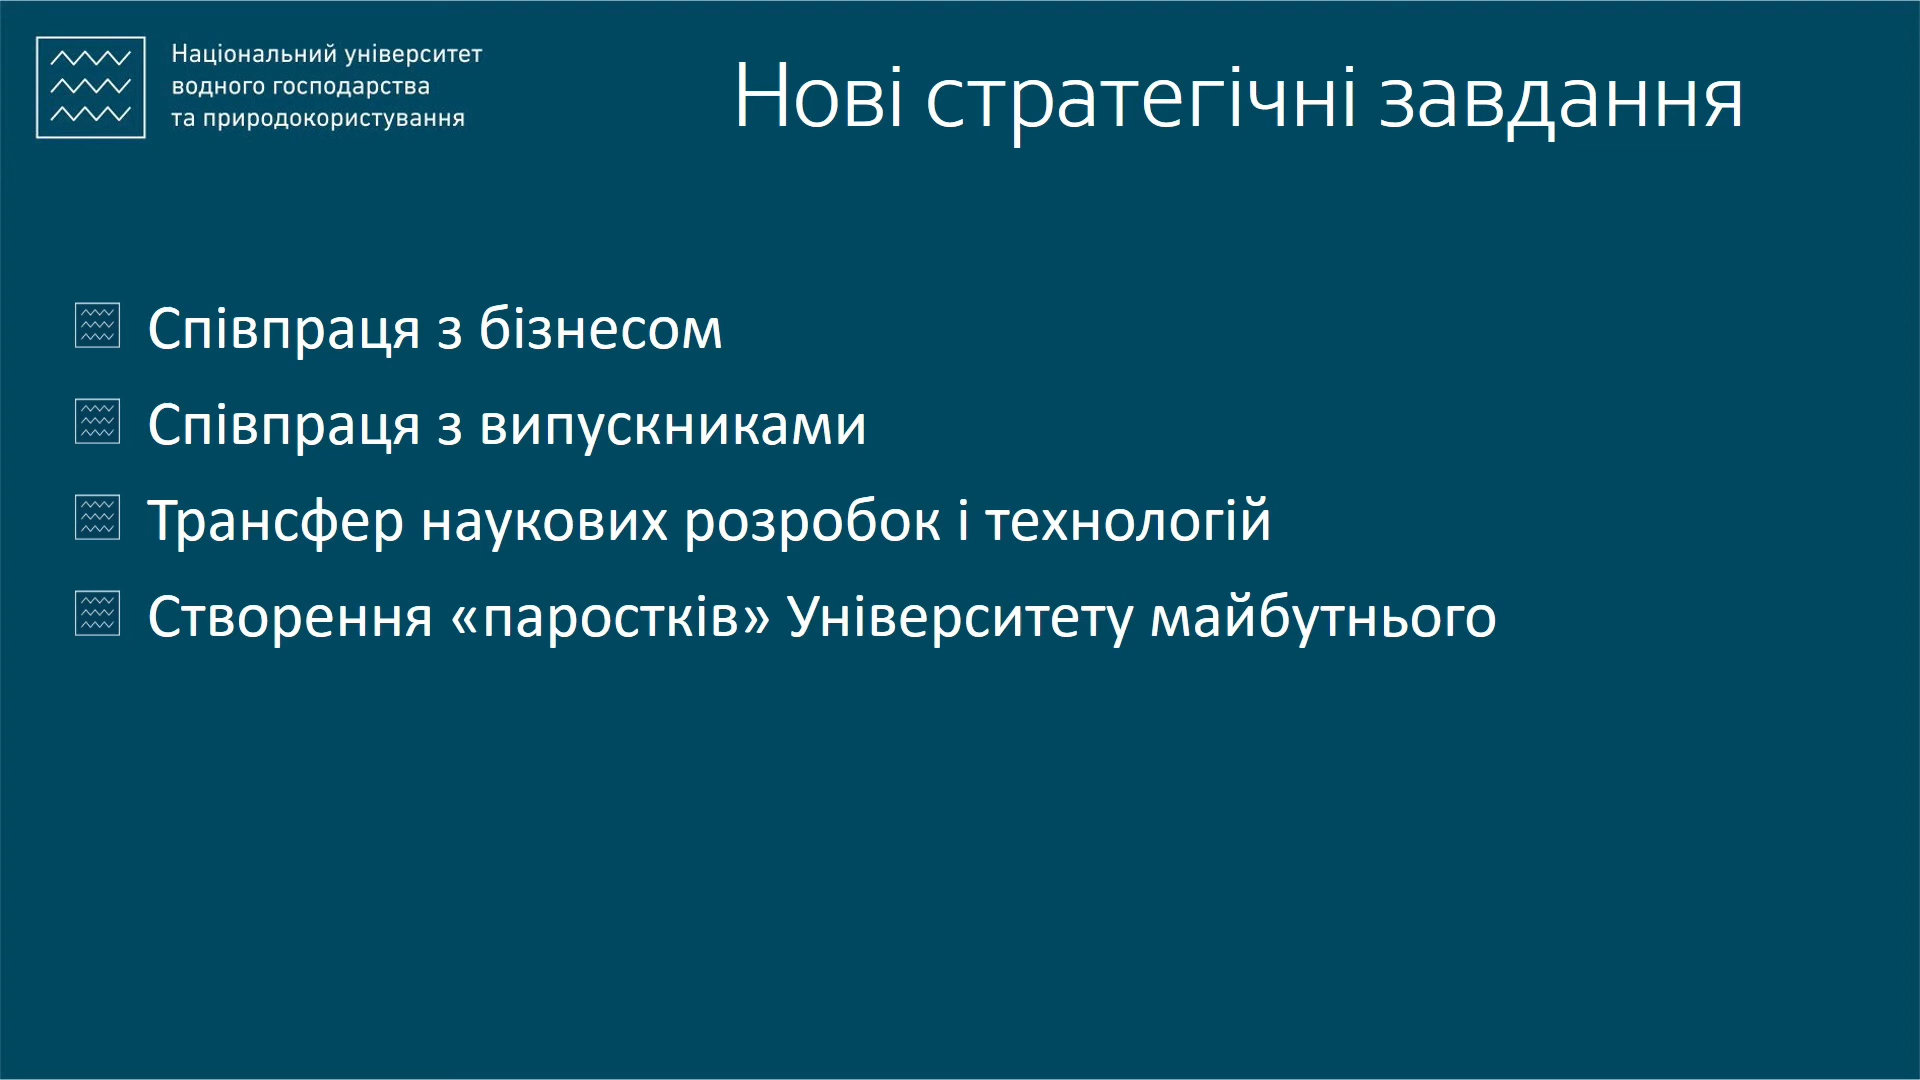 Національний університет
водного господарства
та природокористування
Нові стратегічні завдання
Співпраця з бізнесом
Співпраця з випускниками
Трансфер наукових розробок і технологій
Створення «паростків» Університету майбутнього